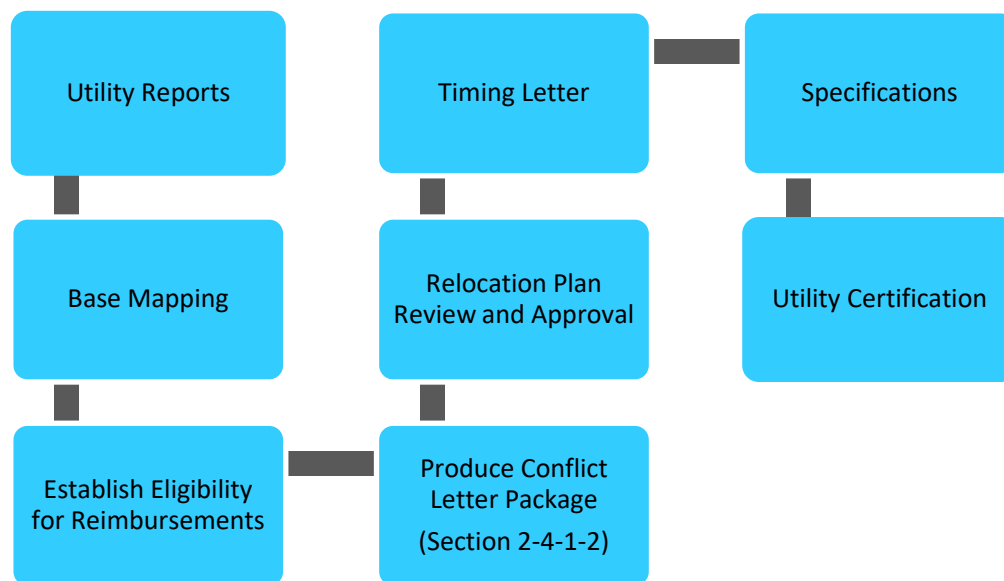 Utility Reports
Base Mapping
Establish Eligibility
for Reimbursements
Produce Conflict
Letter Package
(Section 2-4-1-2)
Relocation Plan
Review and Approval
Timing Letter
Specifications
Utility Certification